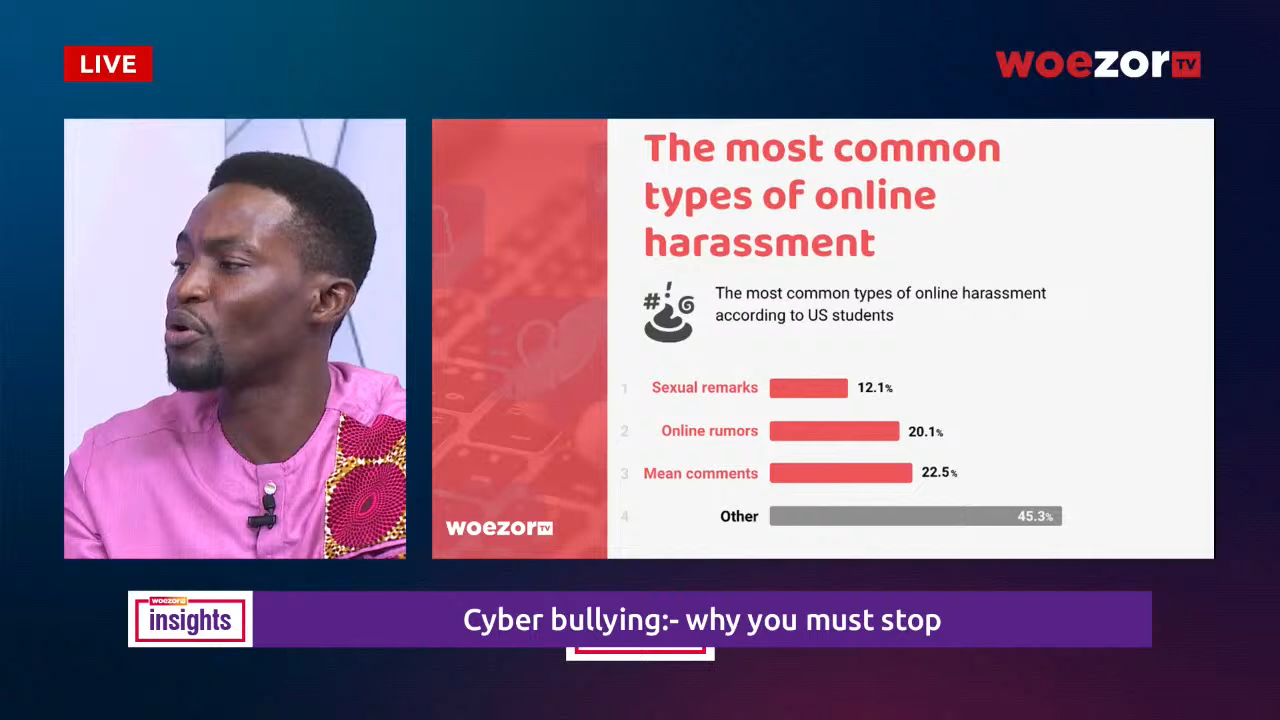 LIVE
woezor TV
The most common
types of online
harassment
#!
The most common types of online harassment
according to US students
1 Sexual remarks 12.1%
2 Online rumors 20.1%
3 Mean comments 22.5%
4 Other 45.3%
woezor TV
woezor TV
insights
Cyber bullying:- why you must stop